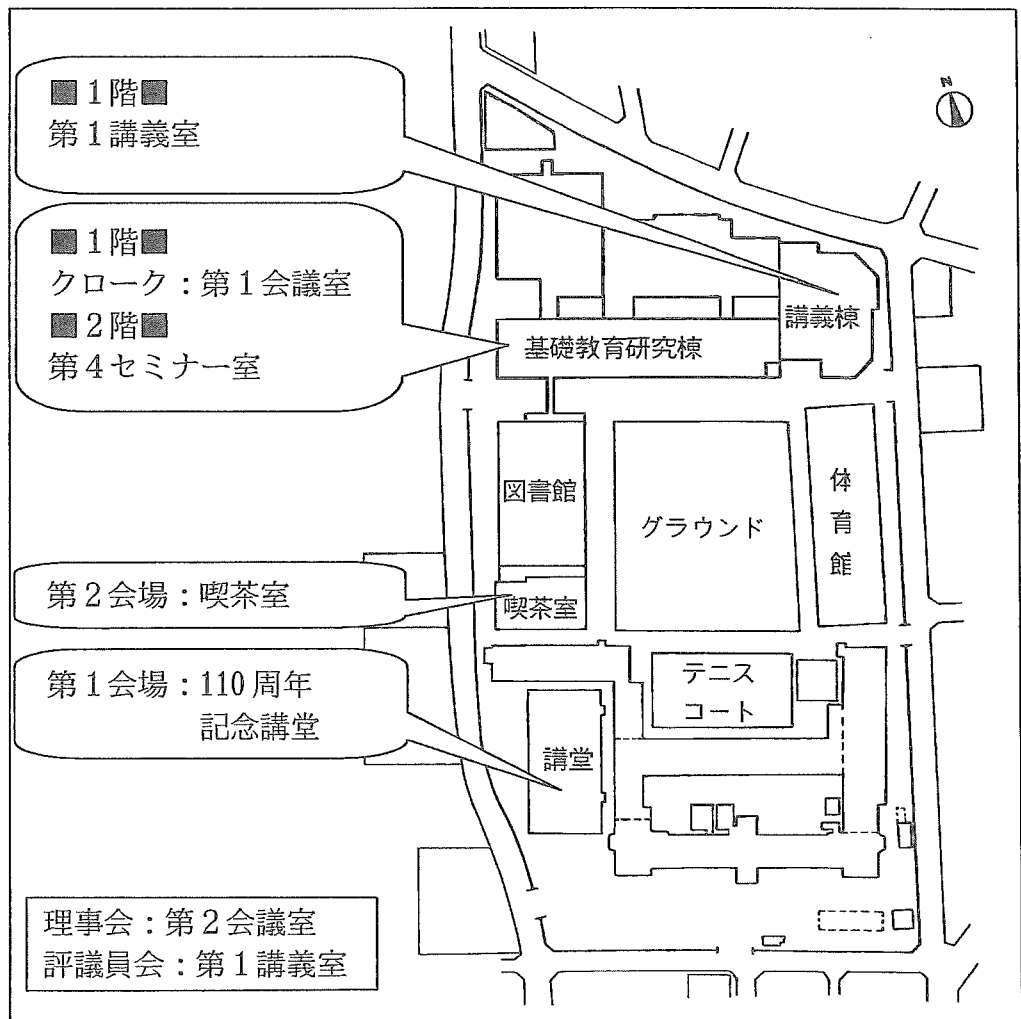 ■1階■
第1講義室
■1階■
クローク：第1会議室
■2階■
第4セミナー室
第2会場：喫茶室
第1会場：110周年
記念講堂
理事会：第2会議室
評議員会：第1講義室
N
講義棟
基礎教育研究棟
図書館
グラウンド
体育館
喫茶室
テニス
コート
講堂